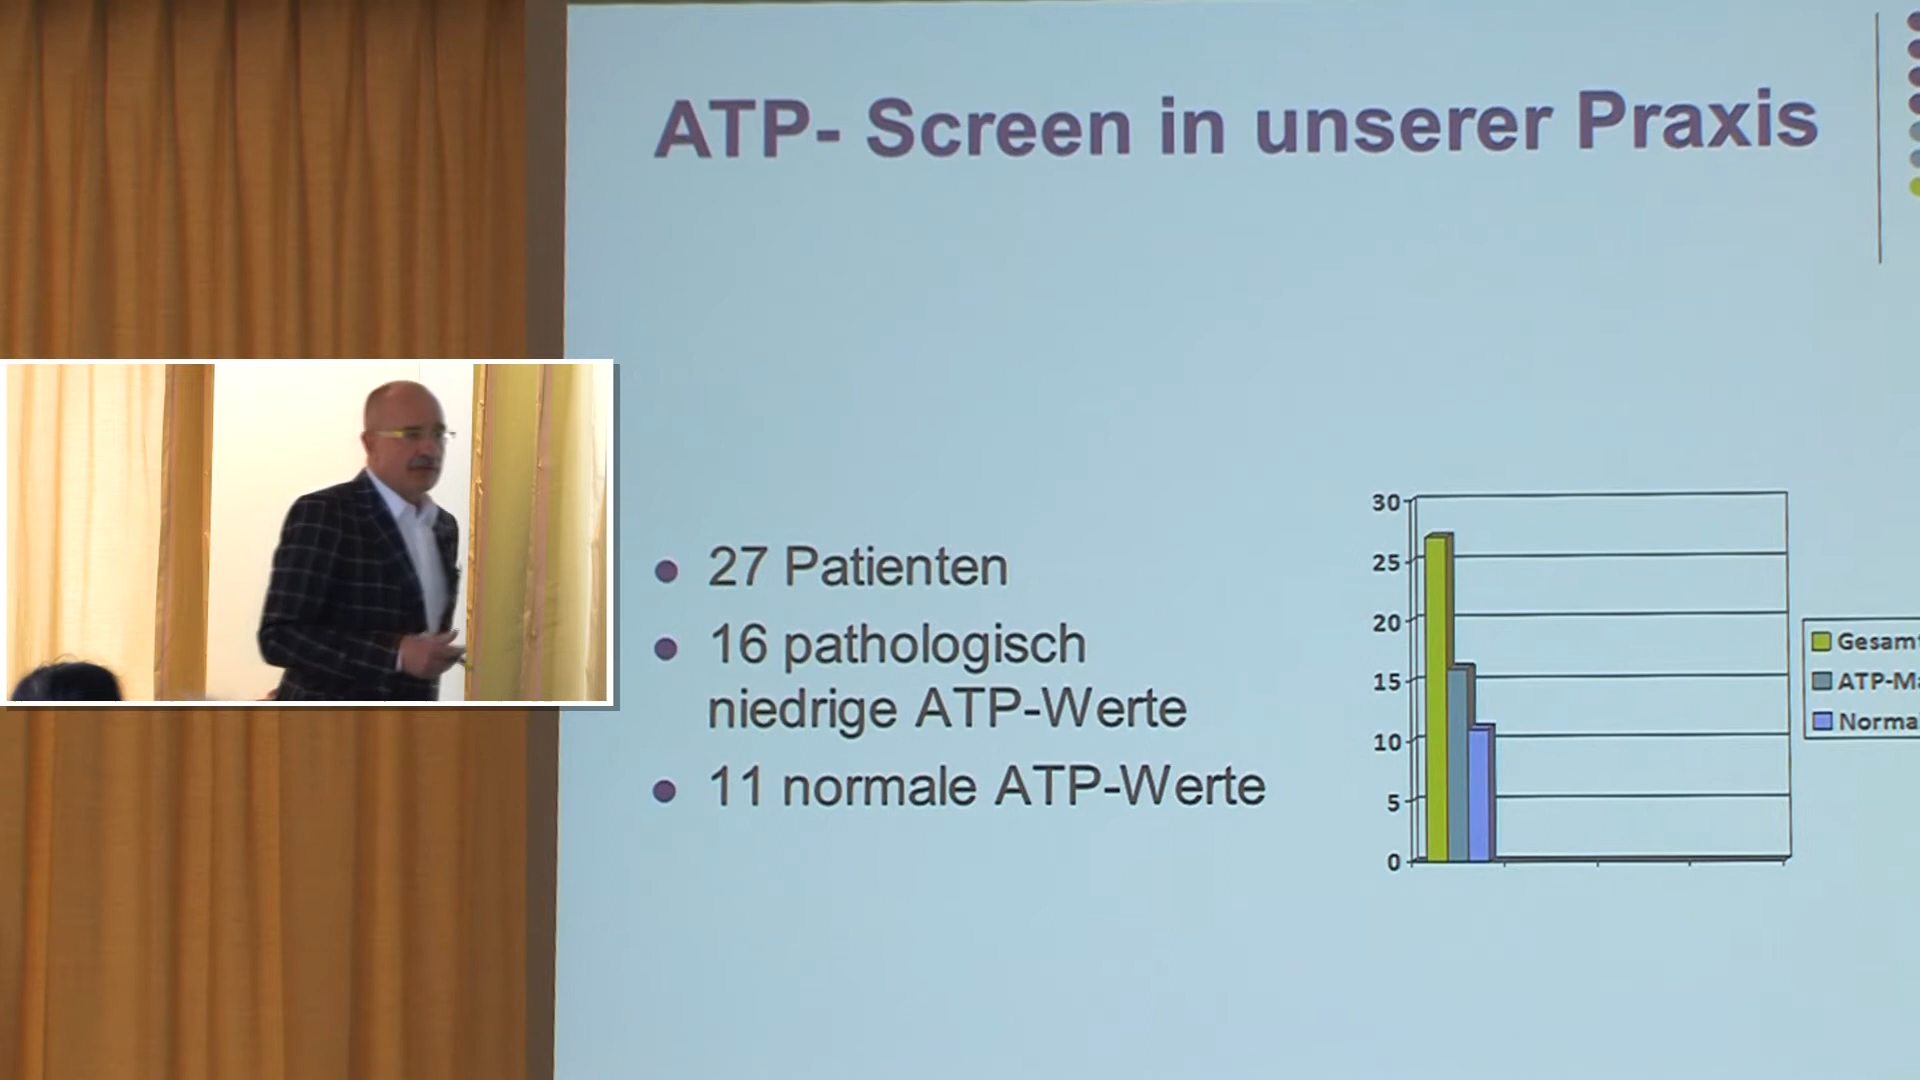 ATP- Screen in unserer Praxis
27 Patienten
16 pathologisch
niedrige ATP-Werte
11 normale ATP-Werte
30
25
20
15
10
5
0